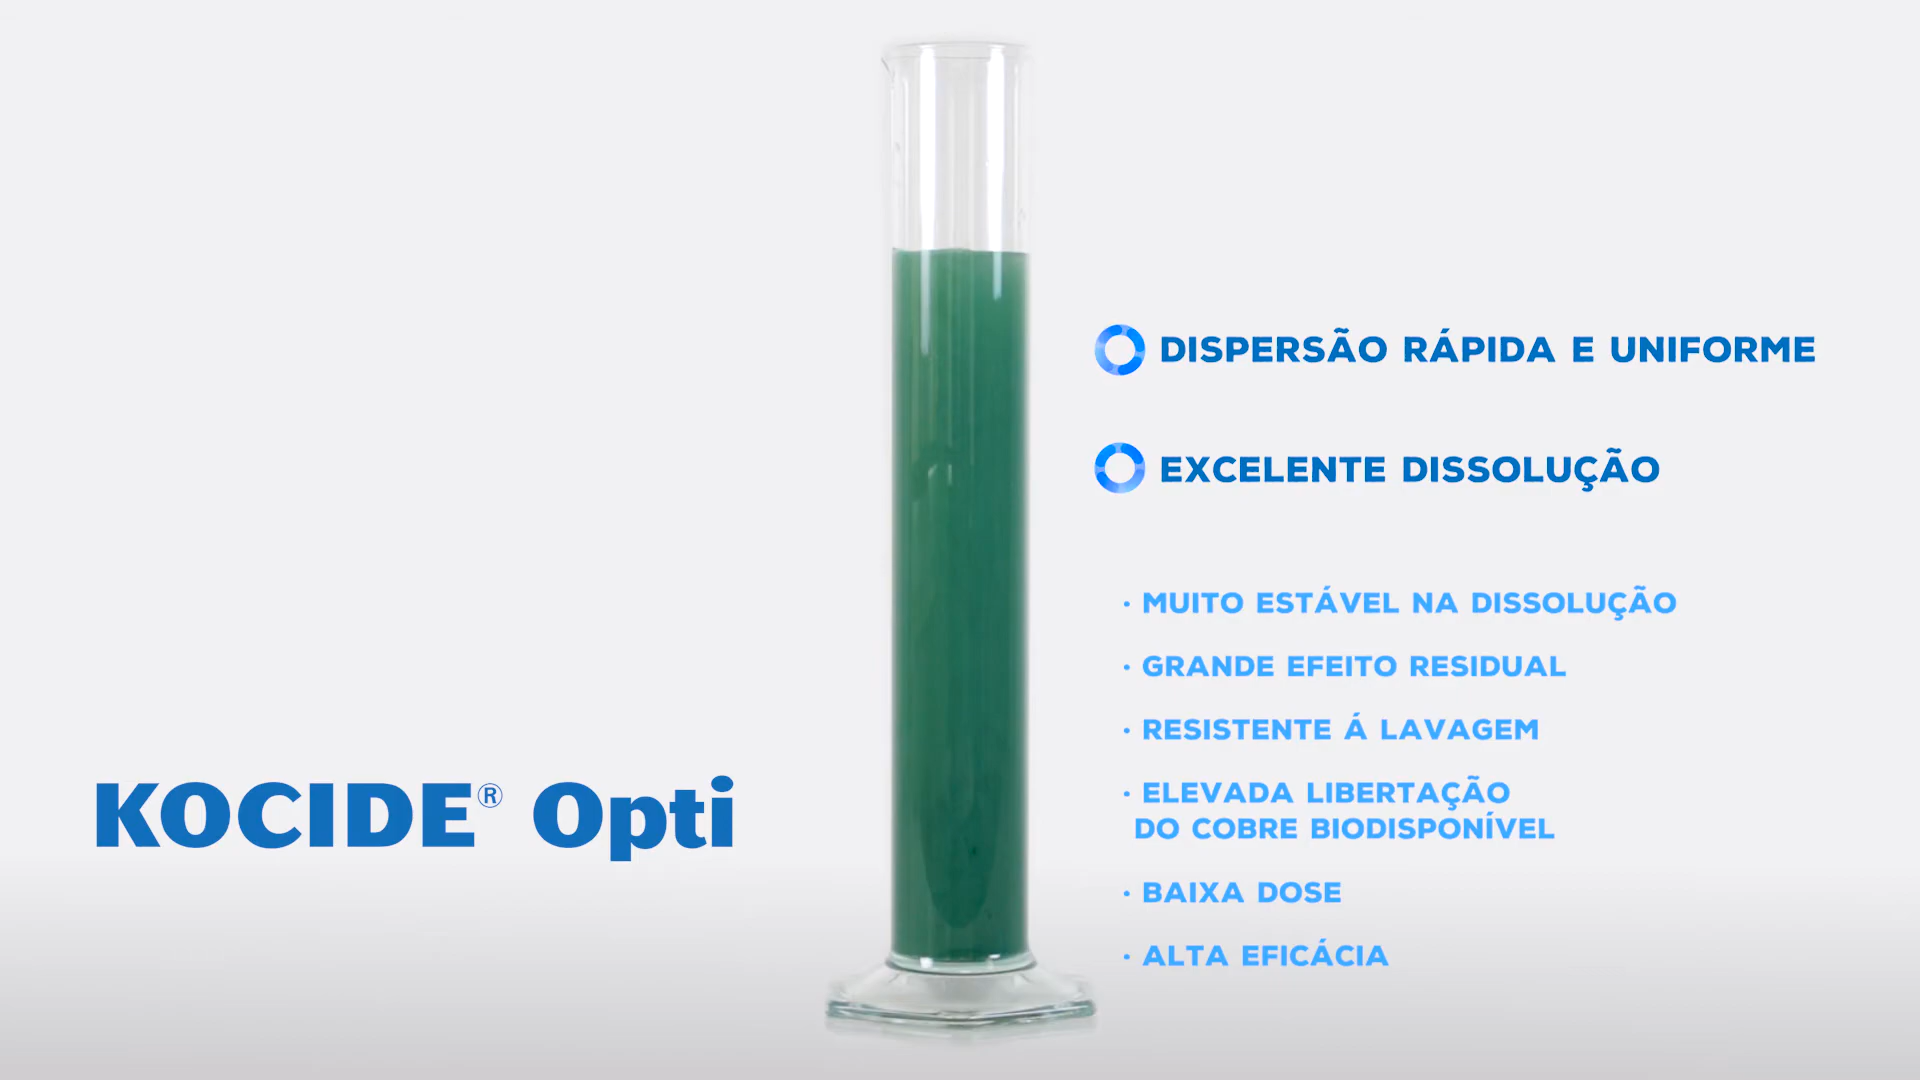 DISPERSÃO RÁPIDA E UNIFORME
EXCELENTE DISSOLUÇÃO
· MUITO ESTÁVEL NA DISSOLUÇÃO
· GRANDE EFEITO RESIDUAL
· RESISTENTE Á LAVAGEM
· ELEVADA LIBERTAÇÃO
DO COBRE BIODISPONÍVEL
· BAIXA DOSE
· ALTA EFICÁCIA
KOCIDE® Opti